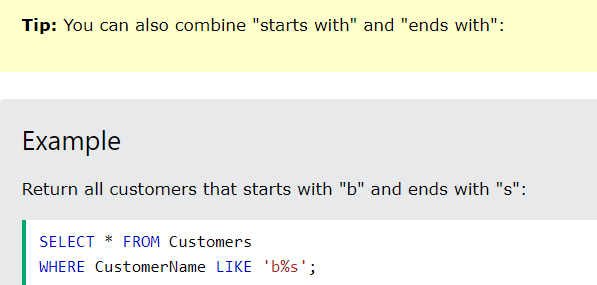 Tip: You can also combine "starts with" and "ends with":
Example
Return all customers that starts with "b" and ends with "s":
SELECT * FROM Customers
WHERE CustomerName LIKE 'b%s';